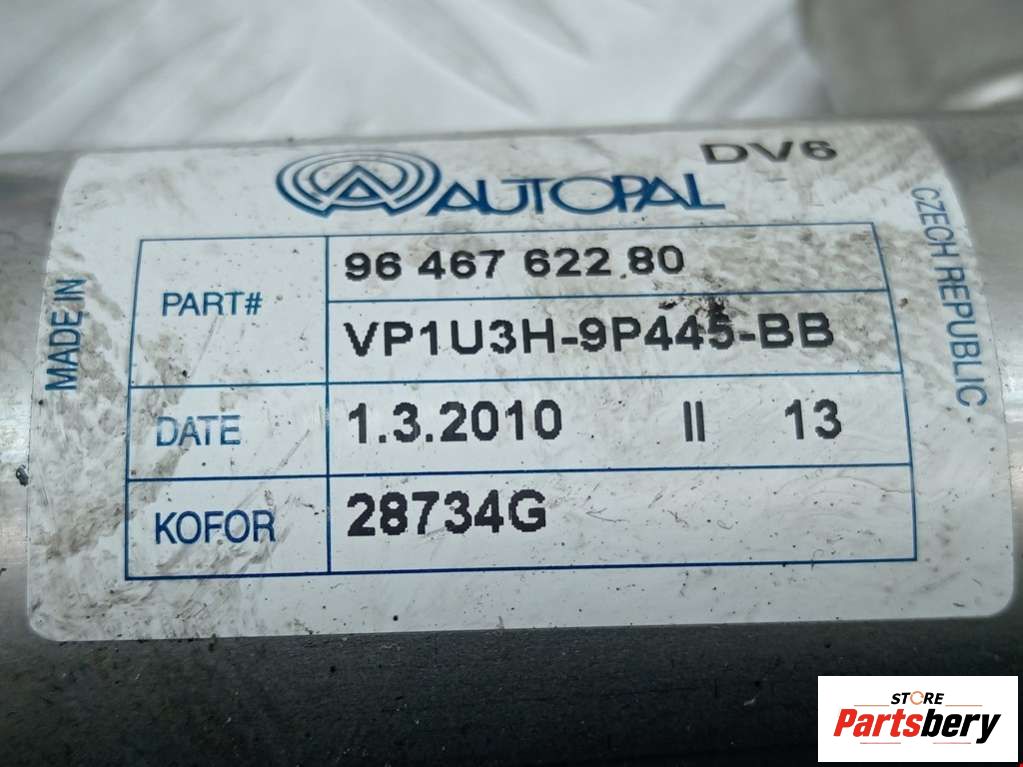 DV6
AUTOPAL
MADE IN
CZECH REPUBLIC
PART#
96 467 622 80
VP1U3H-9P445-BB
DATE
1.3.2010 II 13
KOFOR
28734G
STORE
Partsbery